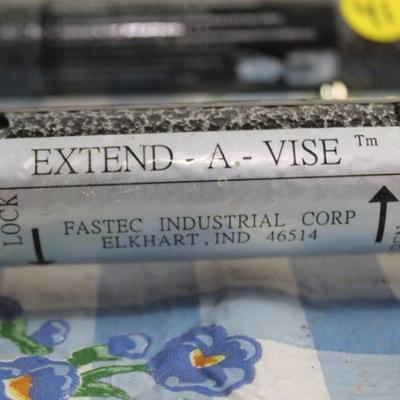 EXTEND - A - VISE ™
LOCK
FASTEC INDUSTRIAL CORP
ELKHART, IND 46514